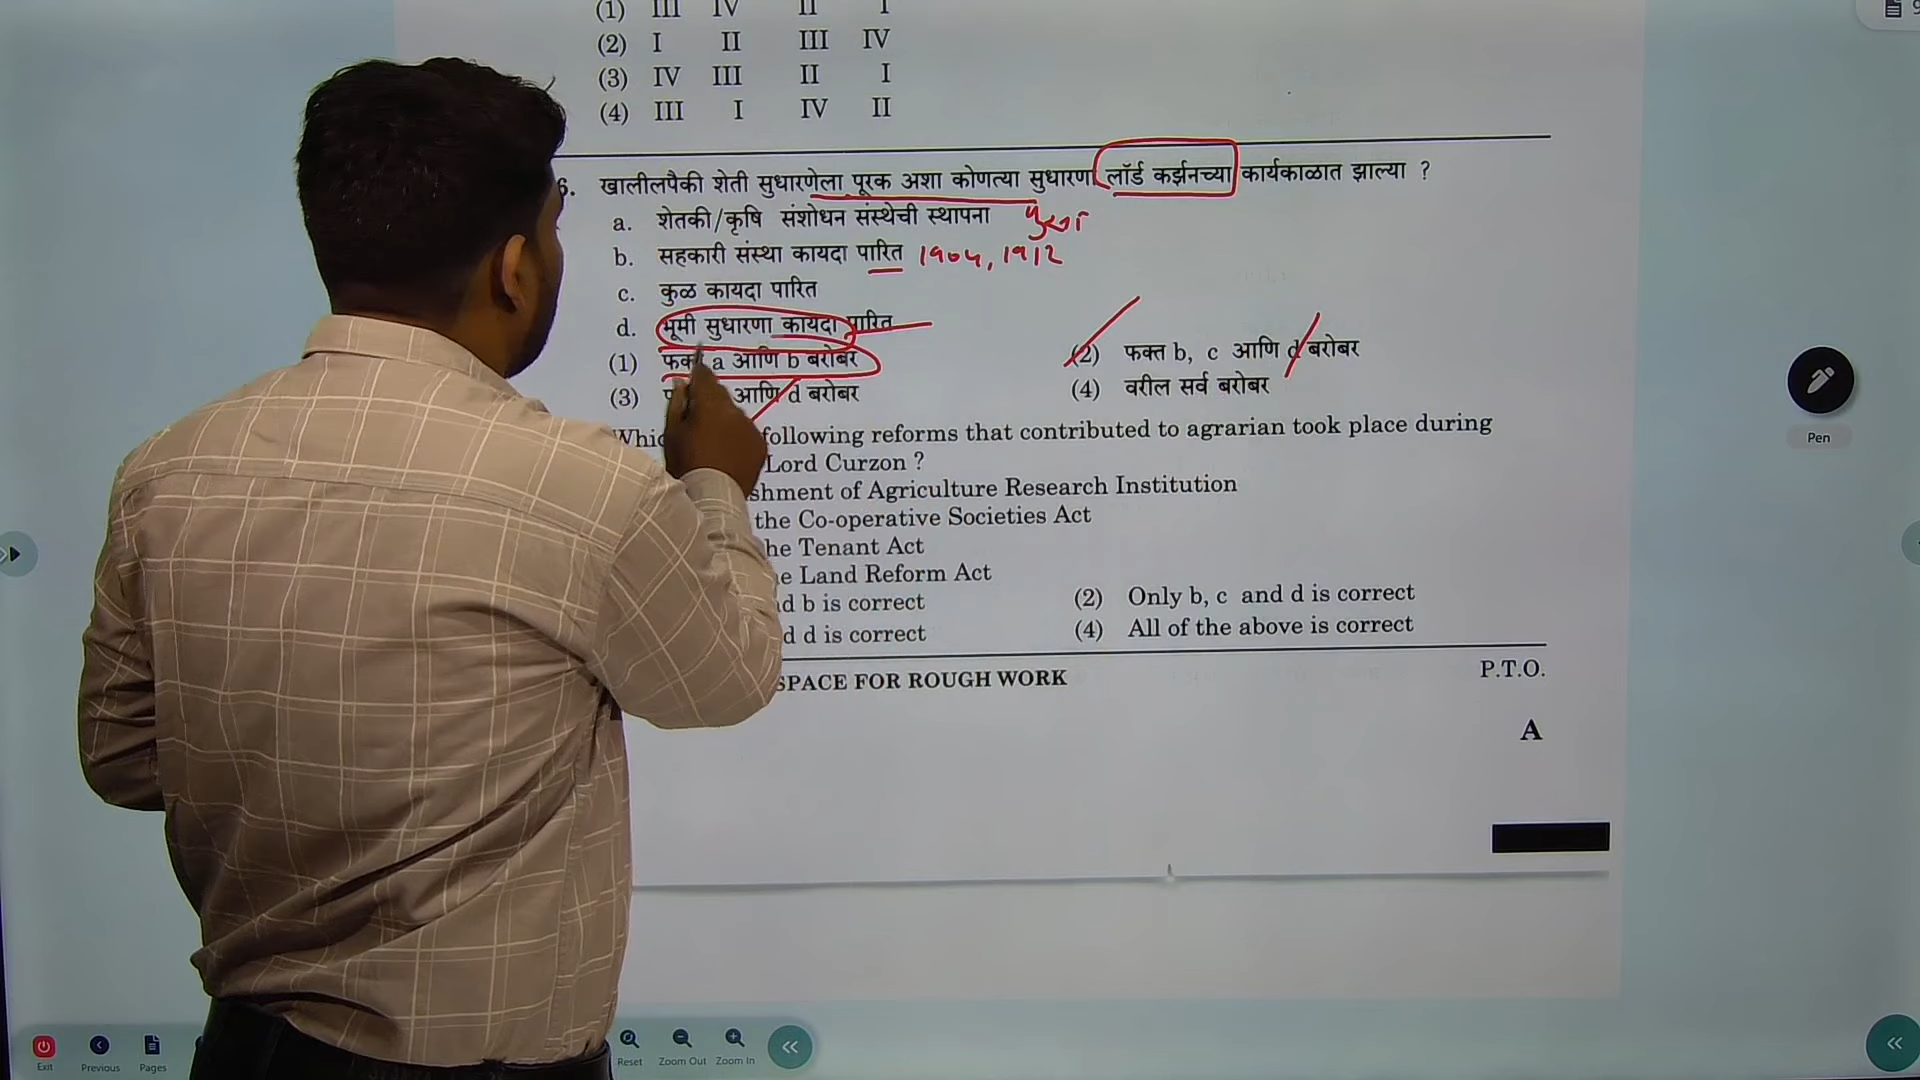 (1) III IV II I
(2) I II III IV
(3) IV III II I
(4) III I IV II
6. खालीलपैकी शेती सुधारणेला पूरक अशा कोणत्या सुधारणा लॉर्ड कर्झनच्या कार्यकाळात झाल्या ?
a. शेतकी/कृषि संशोधन संस्थेची स्थापना पुसा
b. सहकारी संस्था कायदा पारित 1904, 1912
c. कुळ कायदा पारित
d. भूमी सुधारणा कायदा पारित
(1) फक्त a आणि b बरोबर (2) फक्त b, c आणि d बरोबर
(3) आणि d बरोबर (4) वरील सर्व बरोबर
following reforms that contributed to agrarian took place during
Lord Curzon ?
shment of Agriculture Research Institution
the Co-operative Societies Act
he Tenant Act
e Land Reform Act
d b is correct (2) Only b, c and d is correct
d d is correct (4) All of the above is correct
SPACE FOR ROUGH WORK P.T.O.
A
Pen
Exit Previous Pages Reset Zoom Out Zoom In